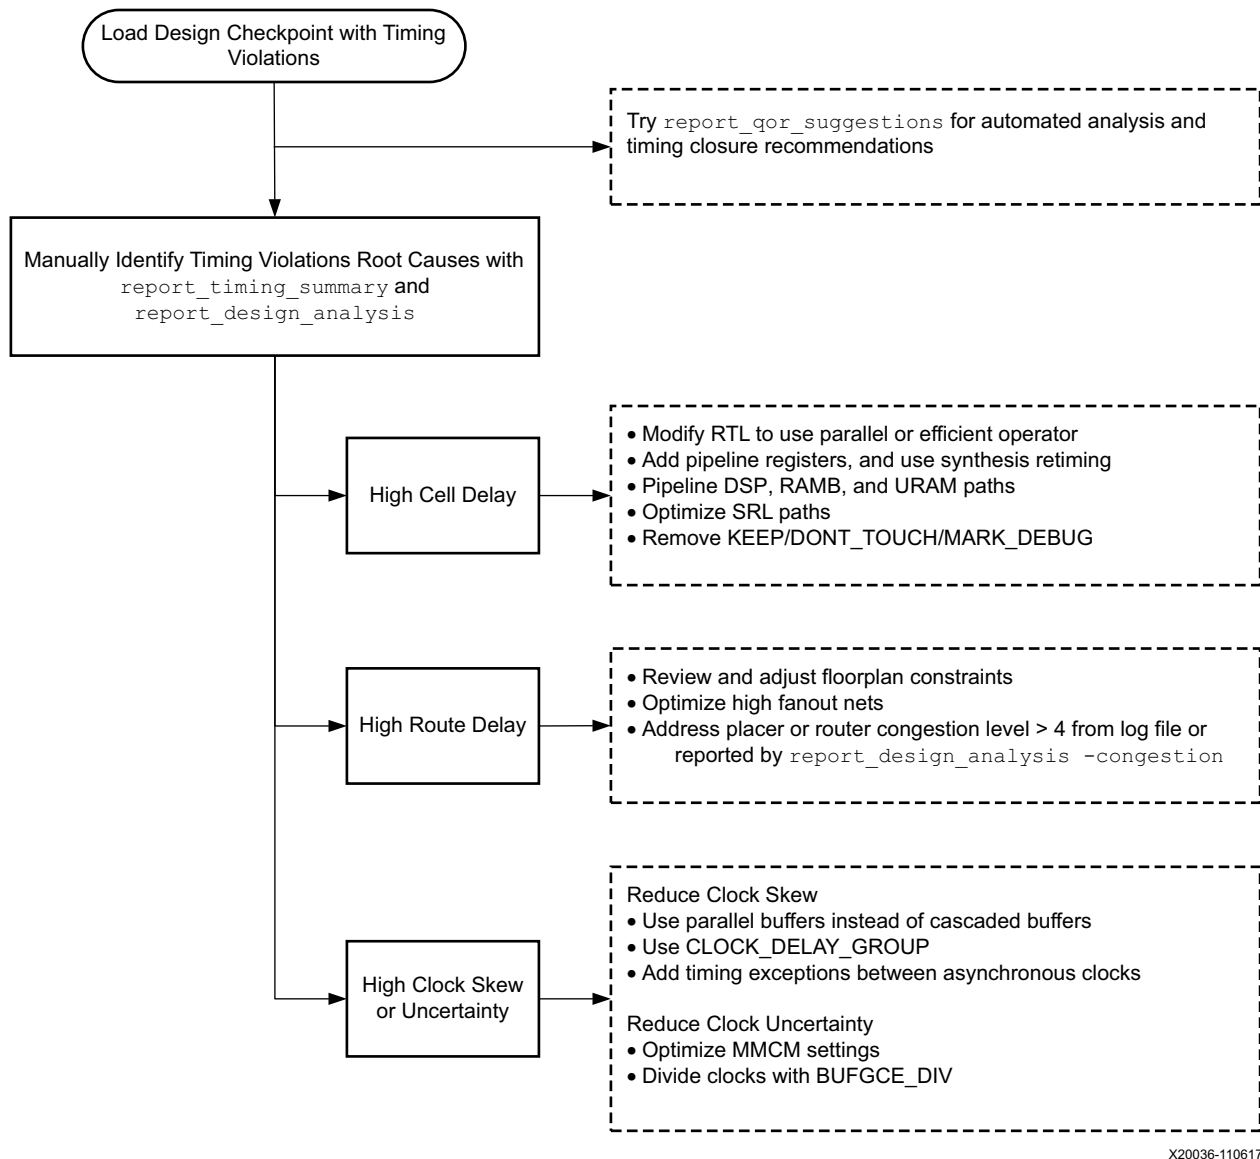 Load Design Checkpoint with Timing
Violations
Try report_qor_suggestions for automated analysis and
timing closure recommendations
Manually Identify Timing Violations Root Causes with
report_timing_summary and
report_design_analysis
High Cell Delay
• Modify RTL to use parallel or efficient operator
• Add pipeline registers, and use synthesis retiming
• Pipeline DSP, RAMB, and URAM paths
• Optimize SRL paths
• Remove KEEP/DONT_TOUCH/MARK_DEBUG
High Route Delay
• Review and adjust floorplan constraints
• Optimize high fanout nets
• Address placer or router congestion level > 4 from log file or
reported by report_design_analysis -congestion
High Clock Skew
or Uncertainty
Reduce Clock Skew
• Use parallel buffers instead of cascaded buffers
• Use CLOCK_DELAY_GROUP
• Add timing exceptions between asynchronous clocks
Reduce Clock Uncertainty
• Optimize MMCM settings
• Divide clocks with BUFGCE_DIV
X20036-110617